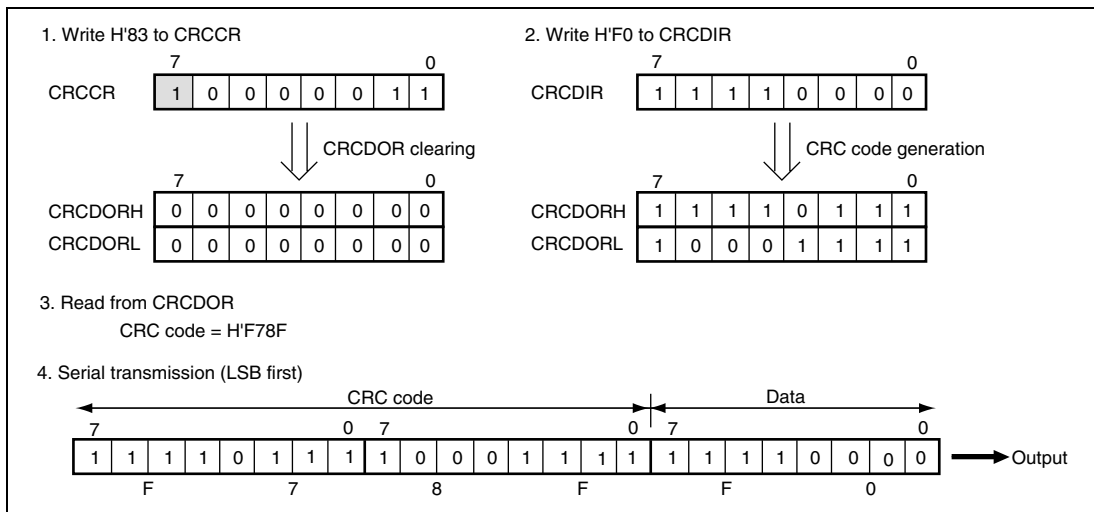 1. Write H'83 to CRCCR
7 0
CRCCR 1 0 0 0 0 0 1 1
CRCDOR clearing
7 0
CRCDORH 0 0 0 0 0 0 0 0
CRCDORL 0 0 0 0 0 0 0 0
2. Write H'F0 to CRCDIR
7 0
CRCDIR 1 1 1 1 0 0 0 0
CRC code generation
7 0
CRCDORH 1 1 1 1 0 1 1 1
CRCDORL 1 0 0 0 1 1 1 1
3. Read from CRCDOR
CRC code = H'F78F
4. Serial transmission (LSB first)
CRC code Data
7 0 7 0 7 0
1 1 1 1 0 1 1 1 1 0 0 0 1 1 1 1 1 1 1 1 0 0 0 0 Output
F 7 8 F F 0